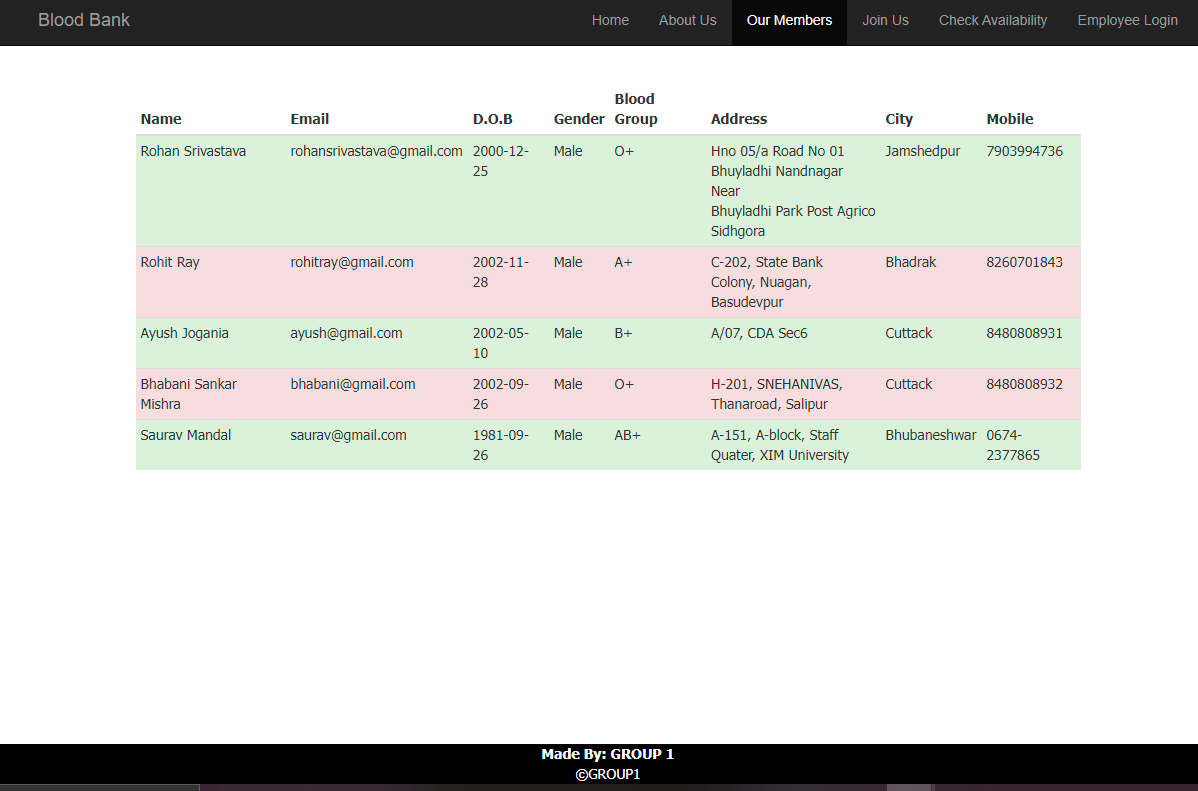 Blood Bank Home About Us Our Members Join Us Check Availability Employee Login
Name Email D.O.B Gender Blood Group Address City Mobile
Rohan Srivastava rohansrivastava@gmail.com 2000-12- Male O+ Hno 05/a Road No 01 Jamshedpur 7903994736
25 Bhuyladhi Nandnagar
Near
Bhuyladhi Park Post Agrico
Sidhgora
Rohit Ray rohitray@gmail.com 2002-11- Male A+ C-202, State Bank Bhadrak 8260701843
28 Colony, Nuagan,
Basudevpur
Ayush Jogania ayush@gmail.com 2002-05- Male B+ A/07, CDA Sec6 Cuttack 8480808931
10
Bhabani Sankar bhabani@gmail.com 2002-09- Male O+ H-201, SNEHANIVAS, Cuttack 8480808932
Mishra 26 Thanaroad, Salipur
Saurav Mandal saurav@gmail.com 1981-09- Male AB+ A-151, A-block, Staff Bhubaneshwar 0674-
26 Quater, XIM University 2377865
Made By: GROUP 1
©GROUP1